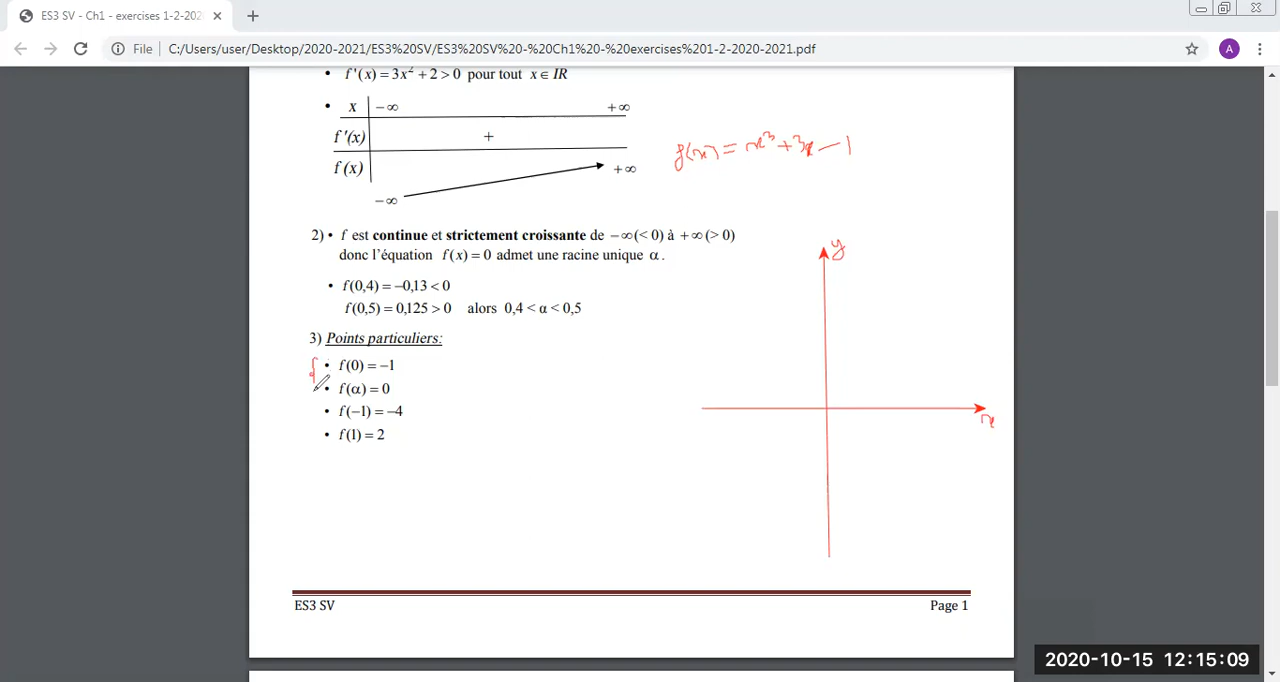 ES3 SV - Ch1 - exercises 1-2-202
File C:/Users/user/Desktop/2020-2021/ES3%20SV/ES3%20SV%20-%20Ch1%20-%20exercises%201-2-2020-2021.pdf
A
• f'(x) = 3x² + 2 > 0 pour tout x ∈ IR
• x −∞ +∞
f'(x) +
f(x) +∞
−∞
f(x) = x³ + 3x − 1
2) • f est continue et strictement croissante de −∞(< 0) à +∞(> 0)
donc l'équation f(x) = 0 admet une racine unique α.
• f(0,4) = −0,13 < 0
f(0,5) = 0,125 > 0 alors 0,4 < α < 0,5
3) Points particuliers:
• f(0) = −1
• f(α) = 0
• f(−1) = −4
• f(1) = 2
y
x
ES3 SV Page 1
2020-10-15 12:15:09